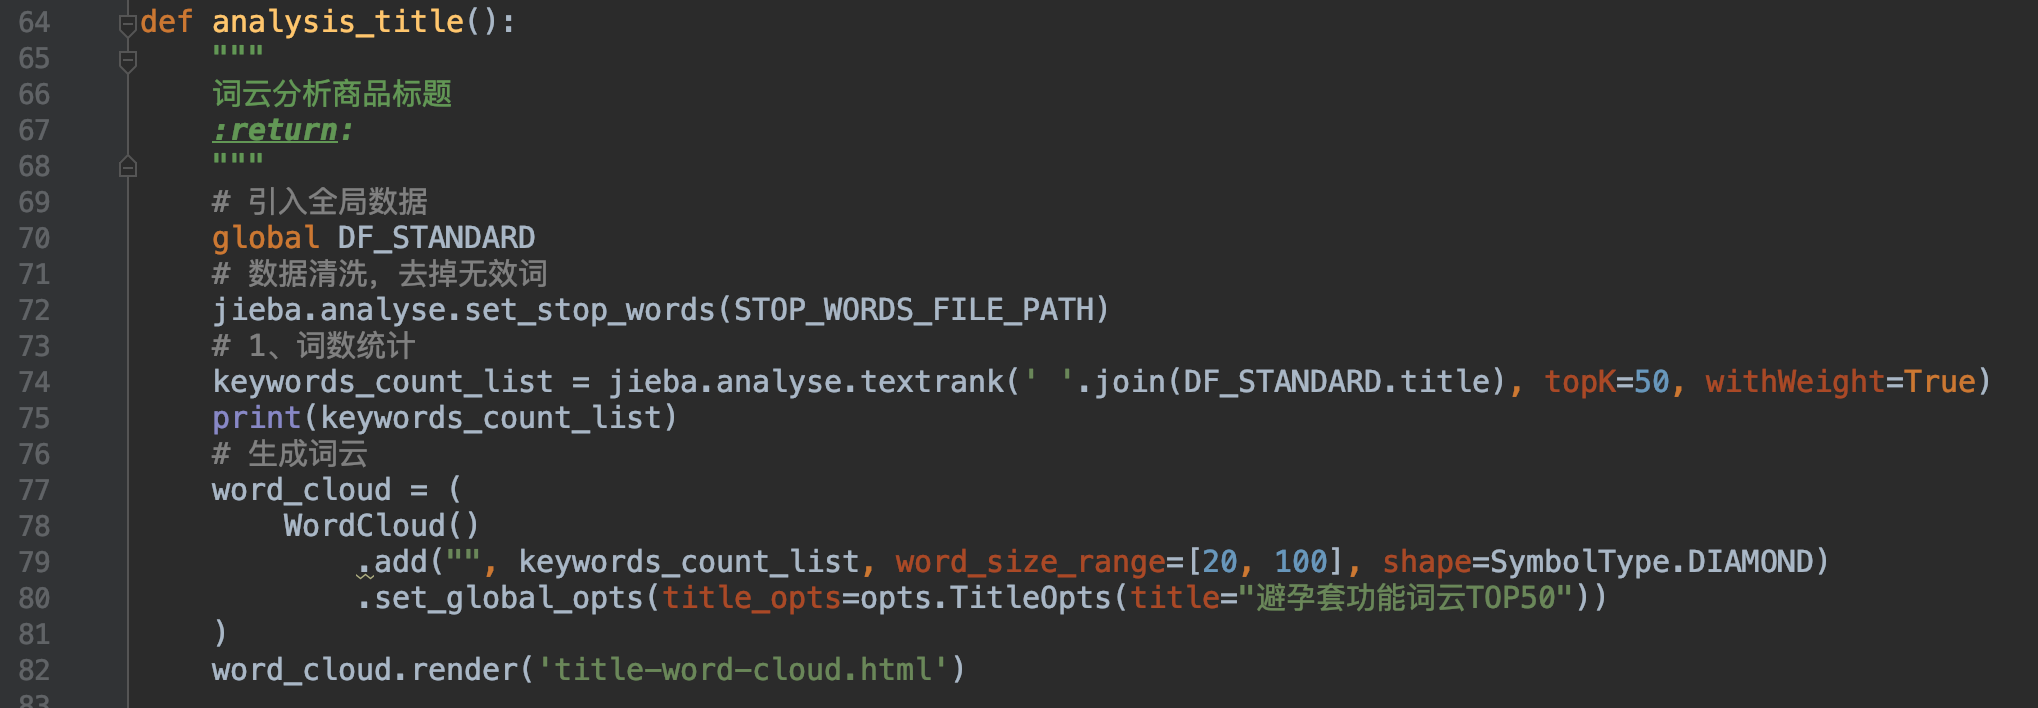 64 def analysis_title():
65 """
66 词云分析商品标题
67 :return:
68 """
69 # 引入全局数据
70 global DF_STANDARD
71 # 数据清洗，去掉无效词
72 jieba.analyse.set_stop_words(STOP_WORDS_FILE_PATH)
73 # 1、词数统计
74 keywords_count_list = jieba.analyse.textrank(' '.join(DF_STANDARD.title), topK=50, withWeight=True)
75 print(keywords_count_list)
76 # 生成词云
77 word_cloud = (
78 WordCloud()
79 .add("", keywords_count_list, word_size_range=[20, 100], shape=SymbolType.DIAMOND)
80 .set_global_opts(title_opts=opts.TitleOpts(title="避孕套功能词云TOP50"))
81 )
82 word_cloud.render('title-word-cloud.html')
83